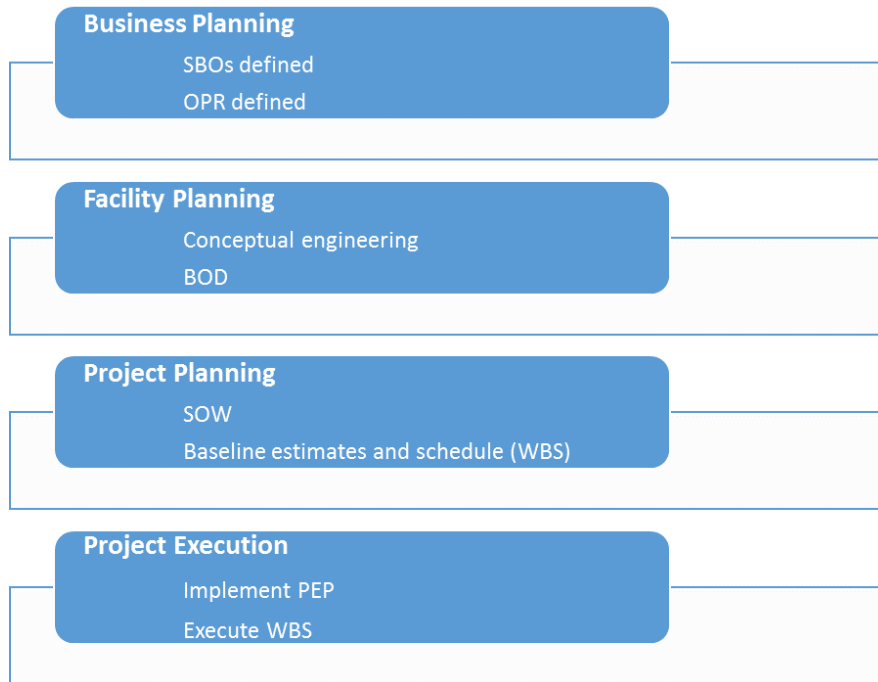 Business Planning
SBOs defined
OPR defined
Facility Planning
Conceptual engineering
BOD
Project Planning
SOW
Baseline estimates and schedule (WBS)
Project Execution
Implement PEP
Execute WBS